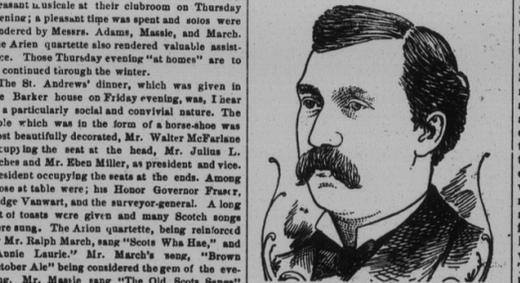 easant musicale at their clubroom on Thursday
ening; a pleasant time was spent and solos were
ndered by Messrs. Adams, Massie, and March.
e Arien quartette also rendered valuable assist-
ce. Those Thursday evening "at homes" are to
continued through the winter.
The St. Andrews' dinner, which was given in
e Barker house on Friday evening, was, I hear
a particularly social and convivial nature. The
ble which was in the form of a horse-shoe was
ost beautifully decorated, Mr. Walter McFarlane
cupying the seat at the head, Mr. Julius L.
ches and Mr. Eben Miller, as president and vice.
esident occupying the seats at the ends. Among
ose at table were; his Honor Governor Fraser,
dge Vanwart, and the surveyor-general. A long
t of toasts were given and many Scotch songs
ere sung. The Arion quartette, being reinforced
Mr. Ralph March, sang "Scots Wha Hae," and
nnie Laurie." Mr. March's song, "Brown
tober Ale" being considered the gem of the eve-
ng. Mr. Massie sang "The Old Scots Songs"